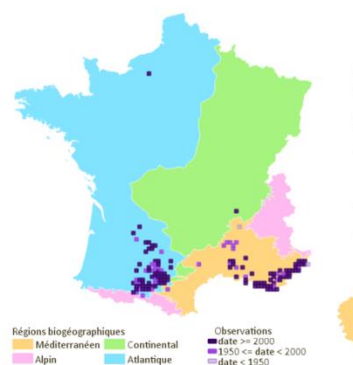 Régions biogéographiques
Méditerranéen
Continental
Alpin
Atlantique
Observations
date >= 2000
1950 <= date < 2000
date < 1950